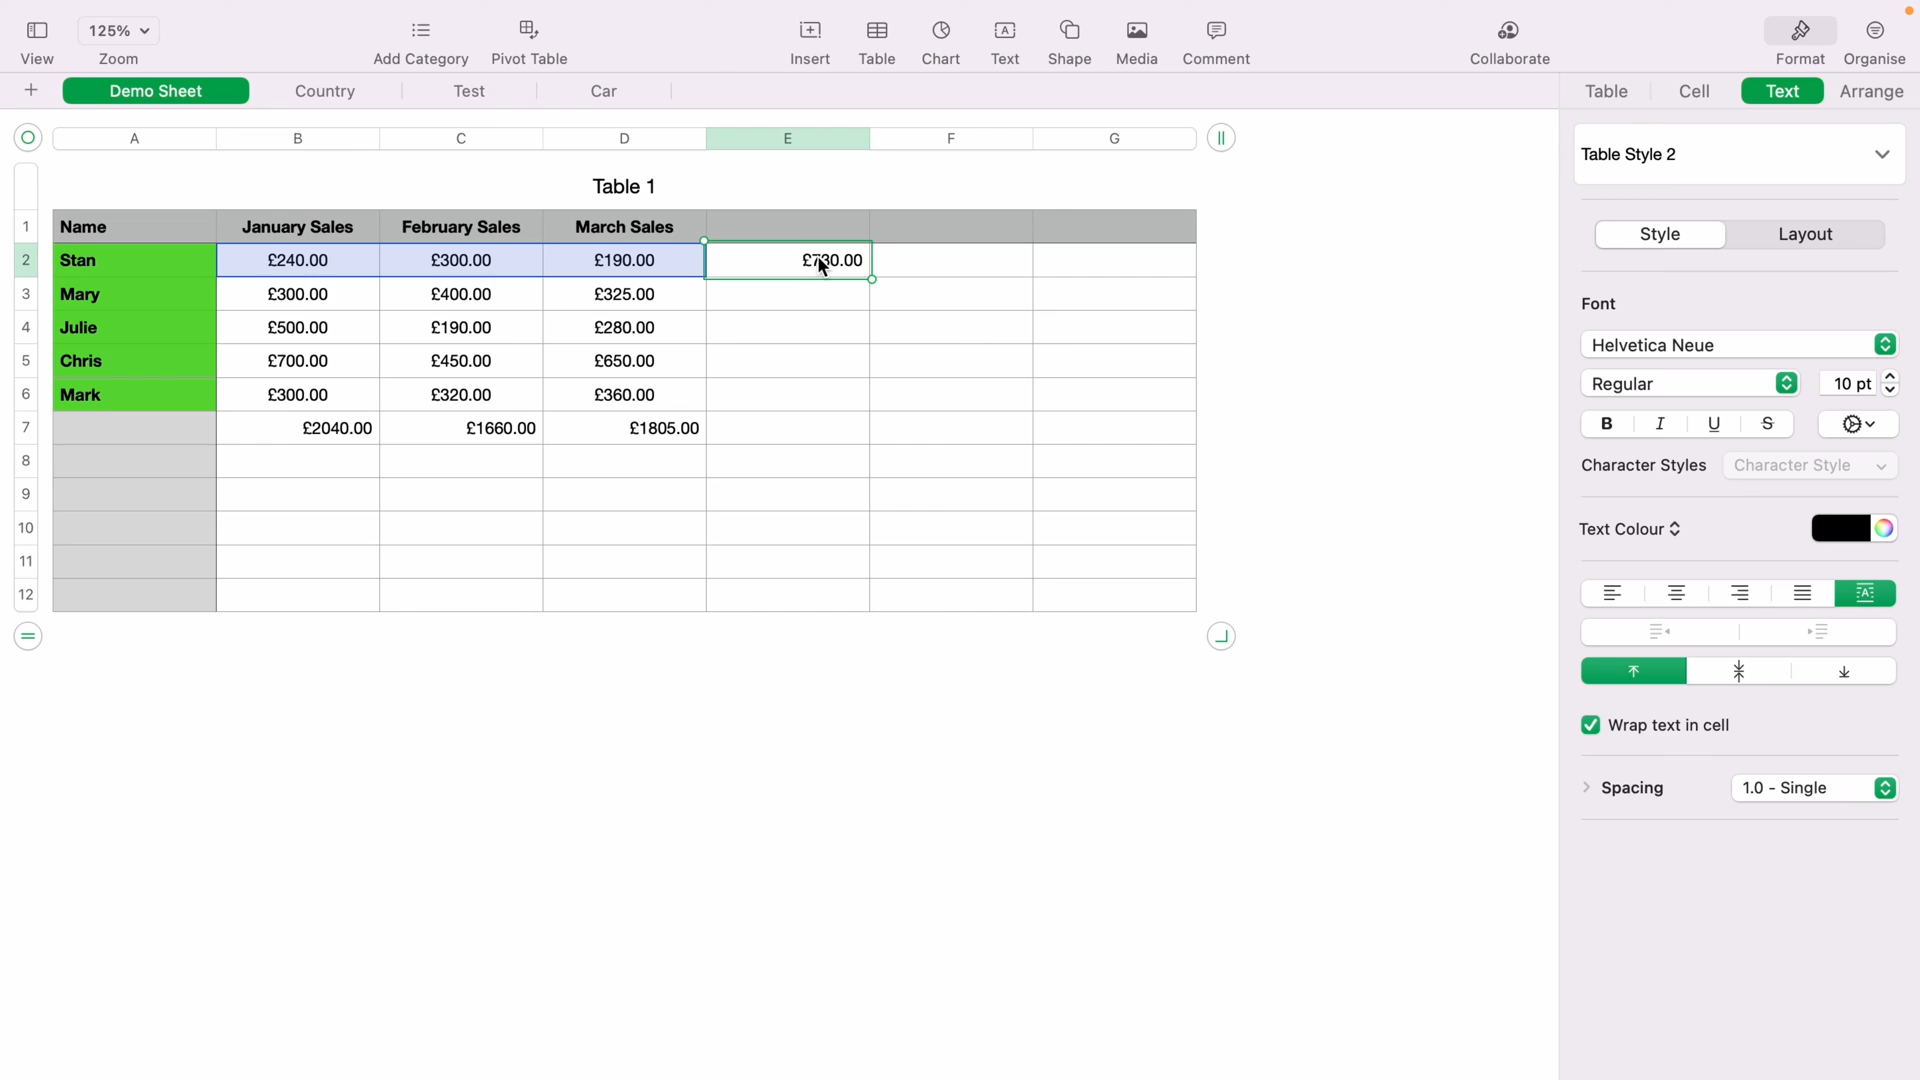 View
125%
Zoom
Add Category
Pivot Table
Insert
Table
Chart
Text
Shape
Media
Comment
Collaborate
Format
Organise
Demo Sheet
Country
Test
Car
Table
Cell
Text
Arrange
A B C D E F G
Table 1
1 Name January Sales February Sales March Sales
2 Stan £240.00 £300.00 £190.00 £730.00
3 Mary £300.00 £400.00 £325.00
4 Julie £500.00 £190.00 £280.00
5 Chris £700.00 £450.00 £650.00
6 Mark £300.00 £320.00 £360.00
7 £2040.00 £1660.00 £1805.00
8
9
10
11
12
Table Style 2
Style Layout
Font
Helvetica Neue
Regular 10 pt
B I U S
Character Styles Character Style
Text Colour
A
Wrap text in cell
Spacing 1.0 - Single